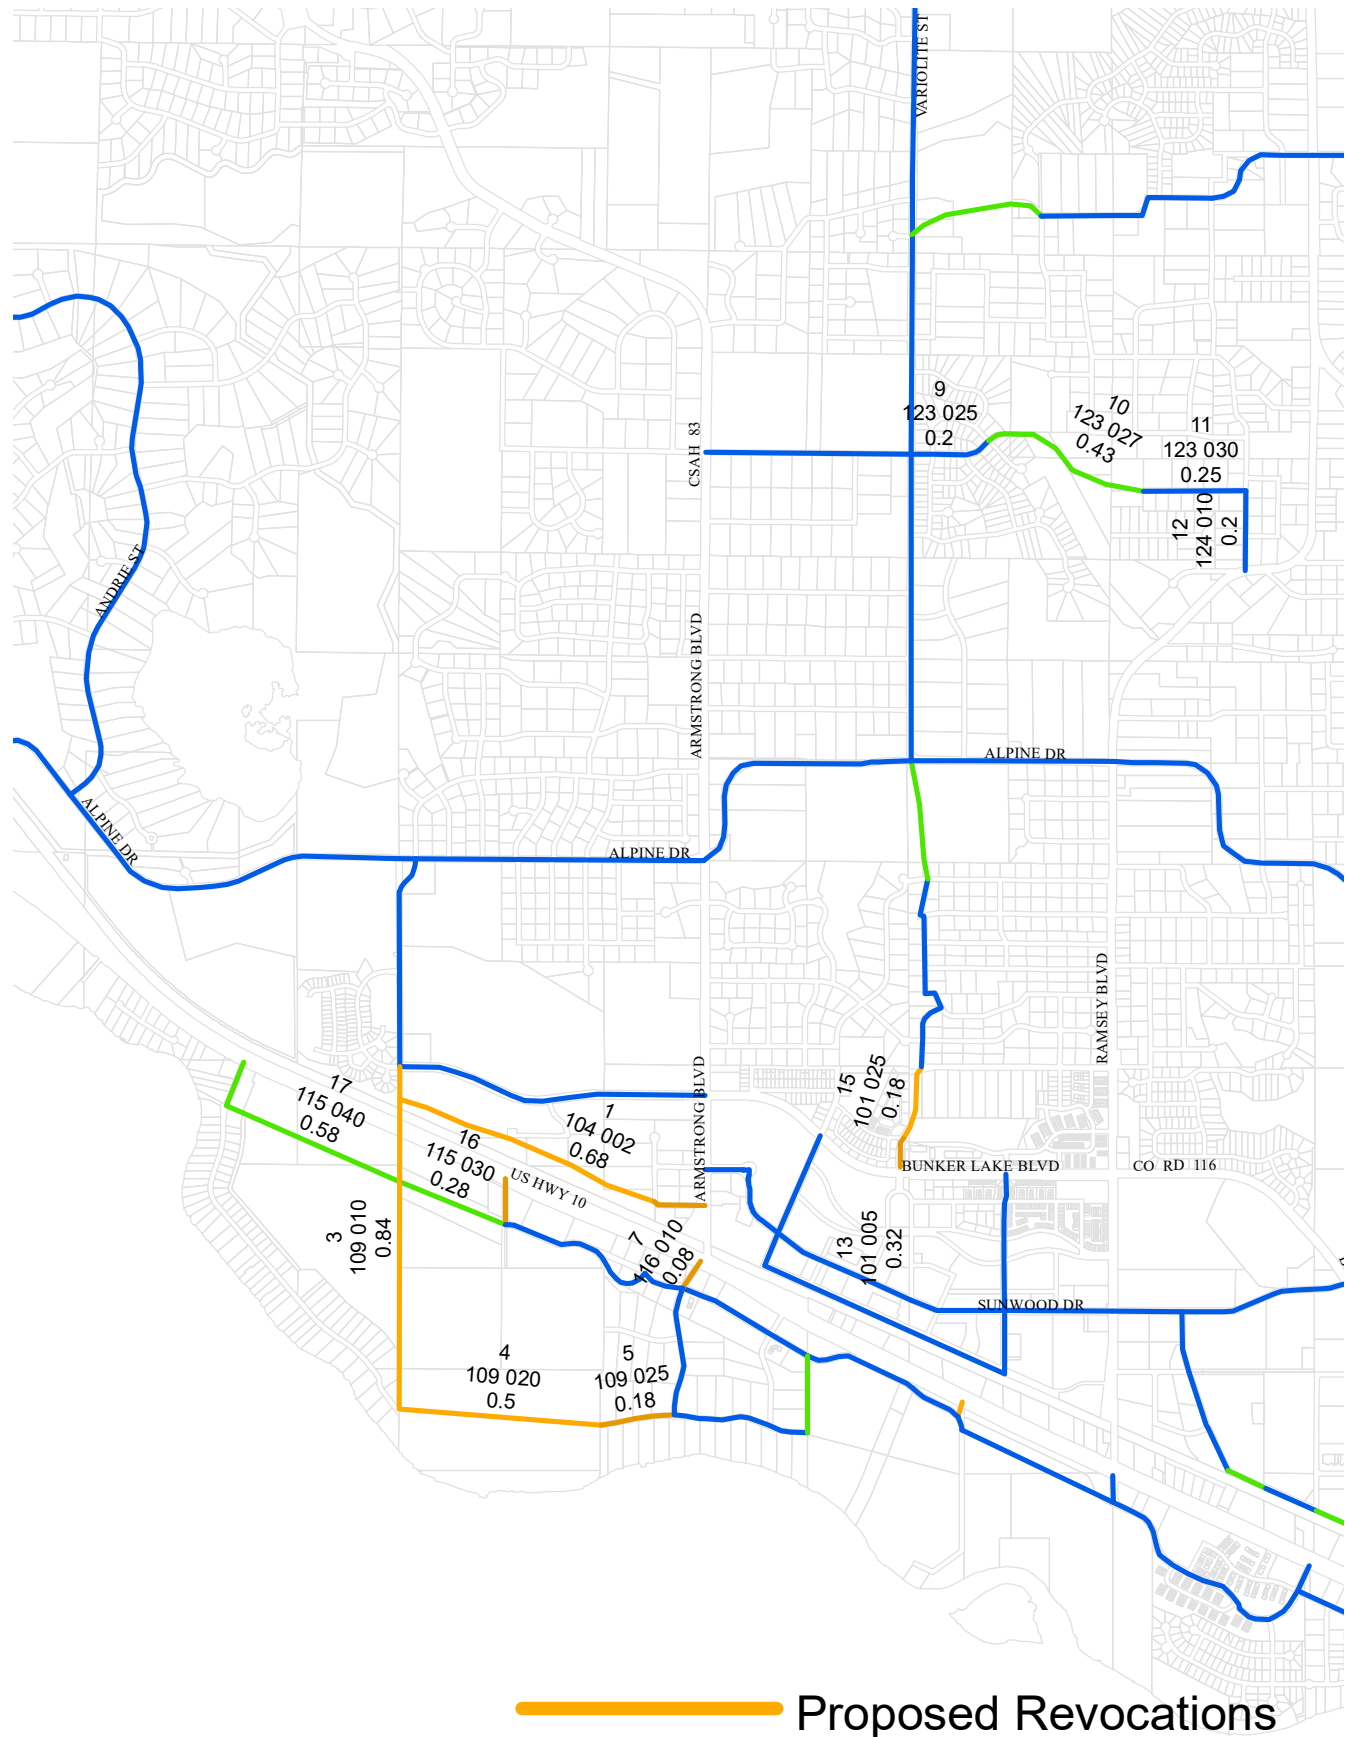 VARIOLITE ST
9
123 025
0.2
10
123 027
0.43
11
123 030
0.25
CSAH 83
12
124 010
0.2
ANDRIE ST
ARMSTRONG BLVD
ALPINE DR
ALPINE DR
ALPINE DR
RAMSEY BLVD
17
115 040
0.58
16
115 030
0.28
1
104 002
0.68
ARMSTRONG BLVD
15
101 025
0.18
BUNKER LAKE BLVD
CO RD 116
US HWY 10
3
109 010
0.84
7
116 010
0.08
13
101 005
0.32
SUNWOOD DR
4
109 020
0.5
5
109 025
0.18
Proposed Revocations